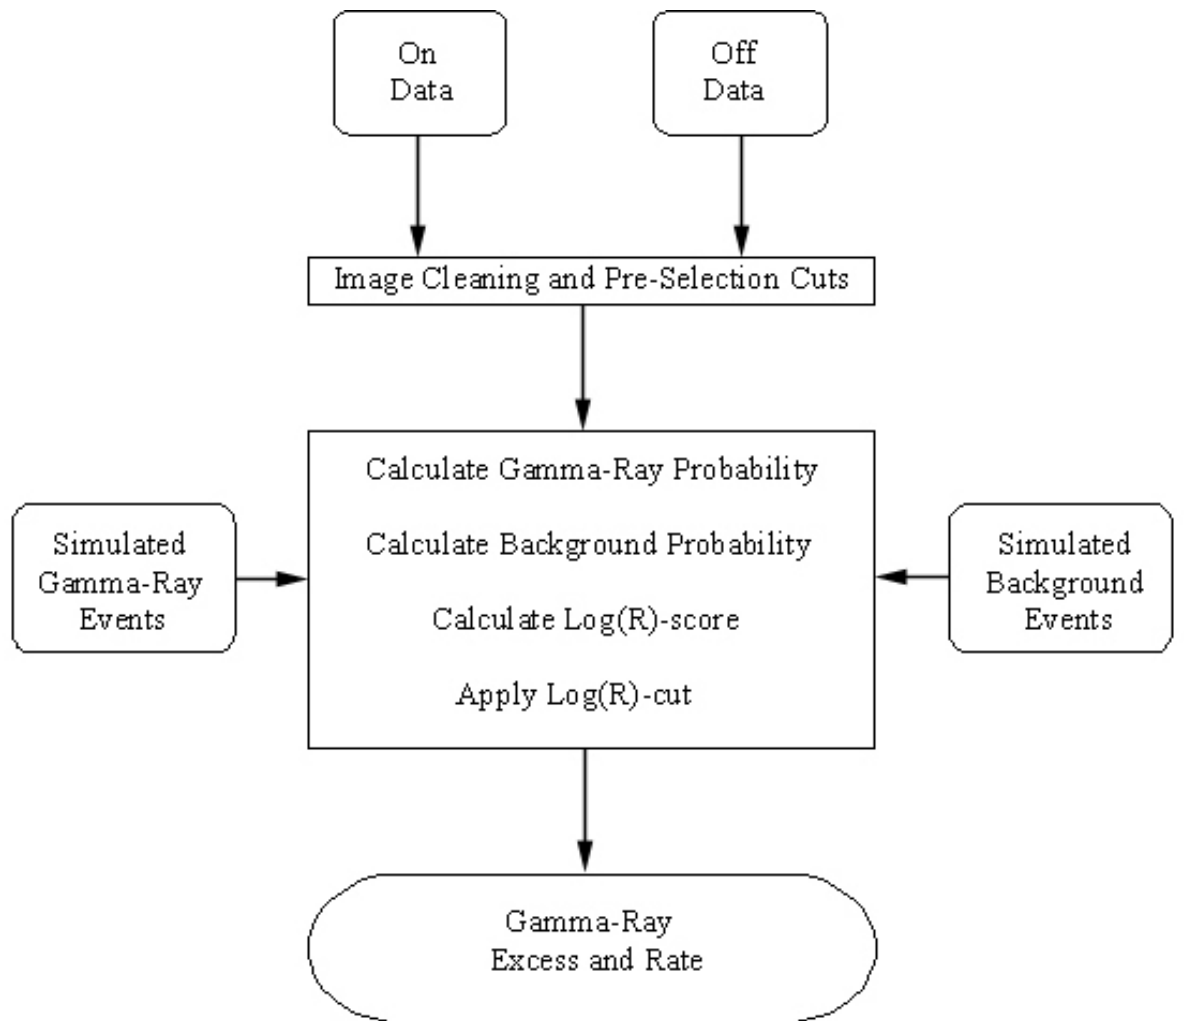 On
Data
Off
Data
Image Cleaning and Pre-Selection Cuts
Calculate Gamma-Ray Probability
Calculate Background Probability
Calculate Log(R)-score
Apply Log(R)-cut
Simulated
Gamma-Ray
Events
Simulated
Background
Events
Gamma-Ray
Excess and Rate